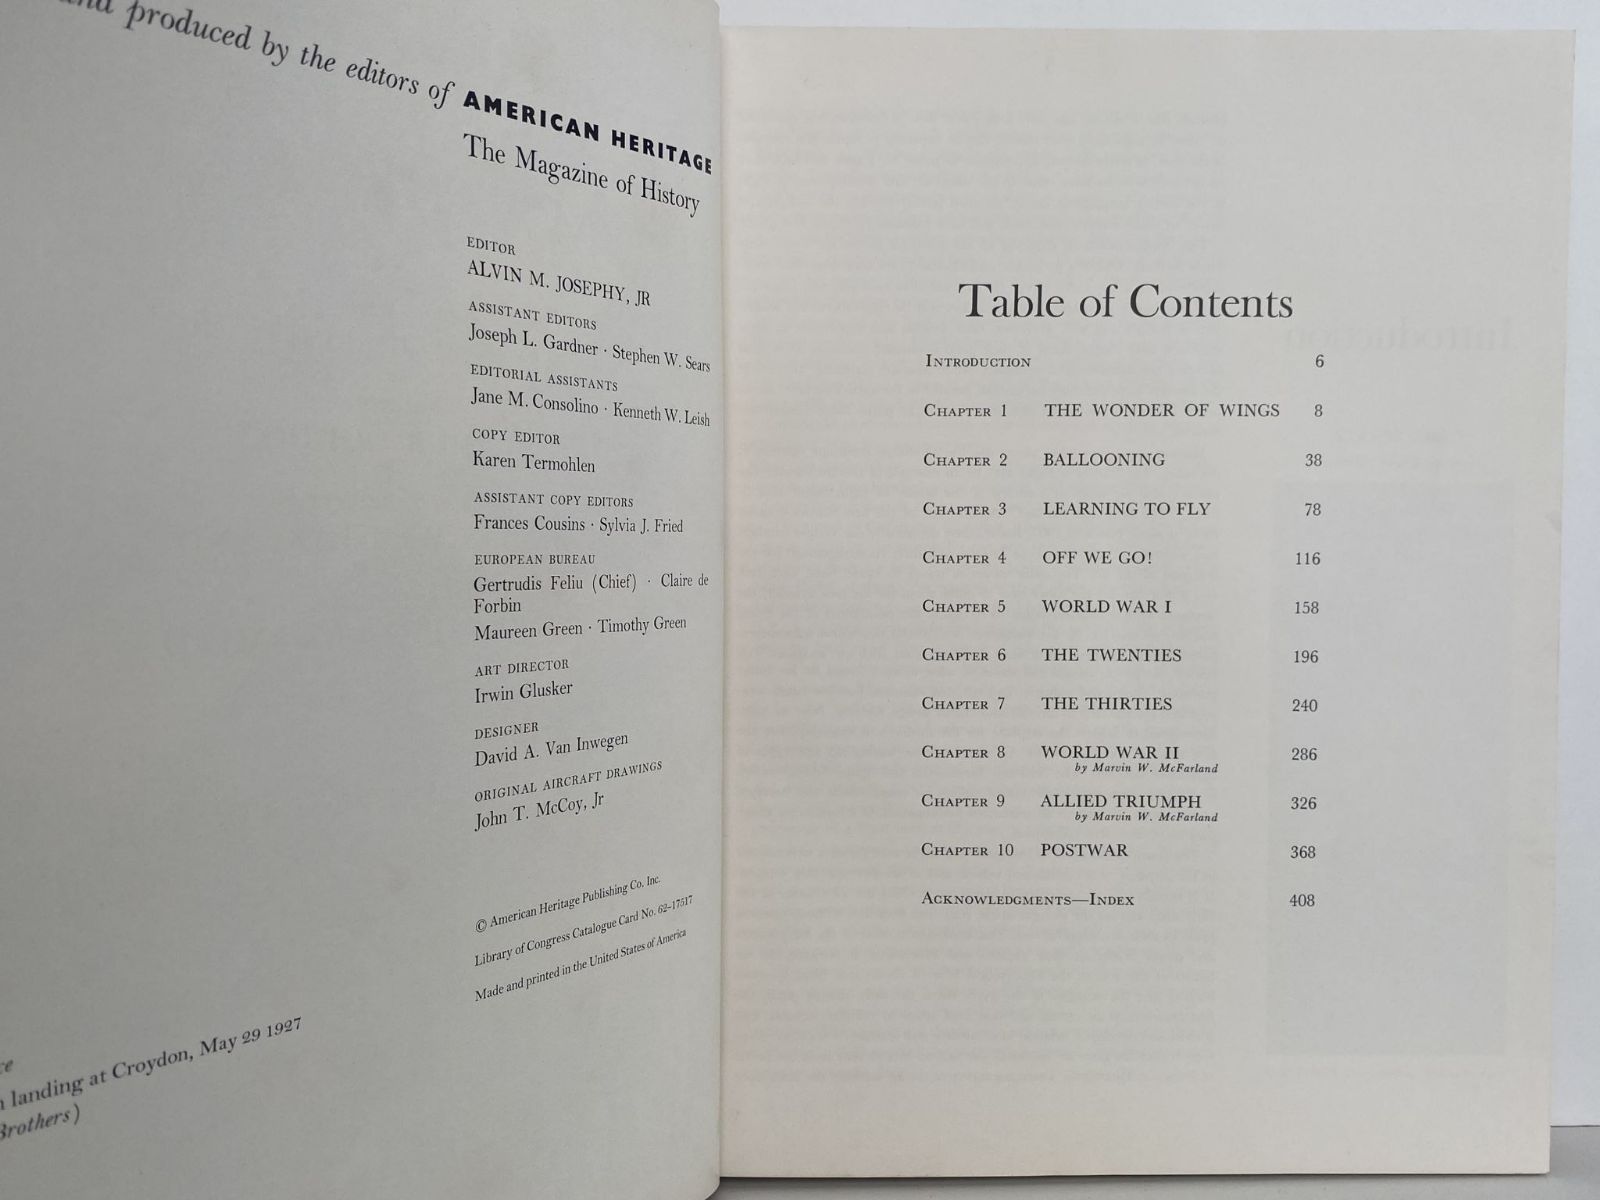 produced by the editors of AMERICAN HERITAGE
The Magazine of History
EDITOR
ALVIN M. JOSEPHY, JR
ASSISTANT EDITORS
Joseph L. Gardner · Stephen W. Sears
EDITORIAL ASSISTANTS
Jane M. Consolino · Kenneth W. Leish
COPY EDITOR
Karen Termohlen
ASSISTANT COPY EDITORS
Frances Cousins · Sylvia J. Fried
EUROPEAN BUREAU
Gertrudis Feliu (Chief) · Claire de
Forbin
Maureen Green · Timothy Green
ART DIRECTOR
Irwin Glusker
DESIGNER
David A. Van Inwegen
ORIGINAL AIRCRAFT DRAWINGS
John T. McCoy, Jr
© American Heritage Publishing Co. Inc.
Library of Congress Catalogue Card No. 62-17517
Made and printed in the United States of America
landing at Croydon, May 29 1927
Brothers)
Table of Contents
INTRODUCTION 6
CHAPTER 1 THE WONDER OF WINGS 8
CHAPTER 2 BALLOONING 38
CHAPTER 3 LEARNING TO FLY 78
CHAPTER 4 OFF WE GO! 116
CHAPTER 5 WORLD WAR I 158
CHAPTER 6 THE TWENTIES 196
CHAPTER 7 THE THIRTIES 240
CHAPTER 8 WORLD WAR II 286
by Marvin W. McFarland
CHAPTER 9 ALLIED TRIUMPH 326
by Marvin W. McFarland
CHAPTER 10 POSTWAR 368
ACKNOWLEDGMENTS—INDEX 408